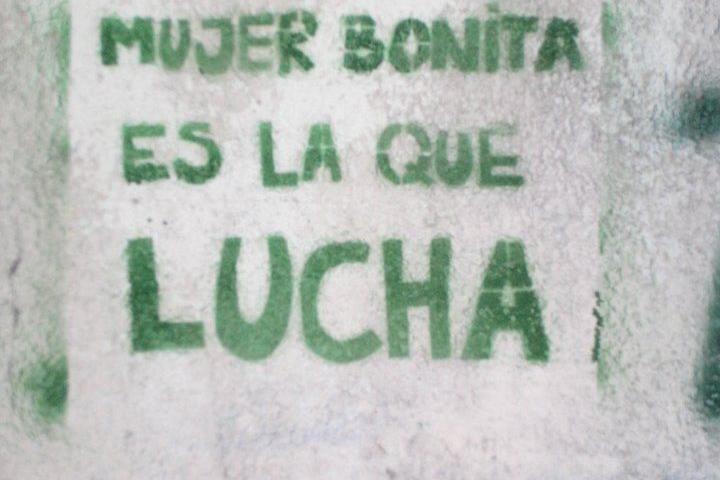 MUJER BONITA
ES LA QUE
LUCHA